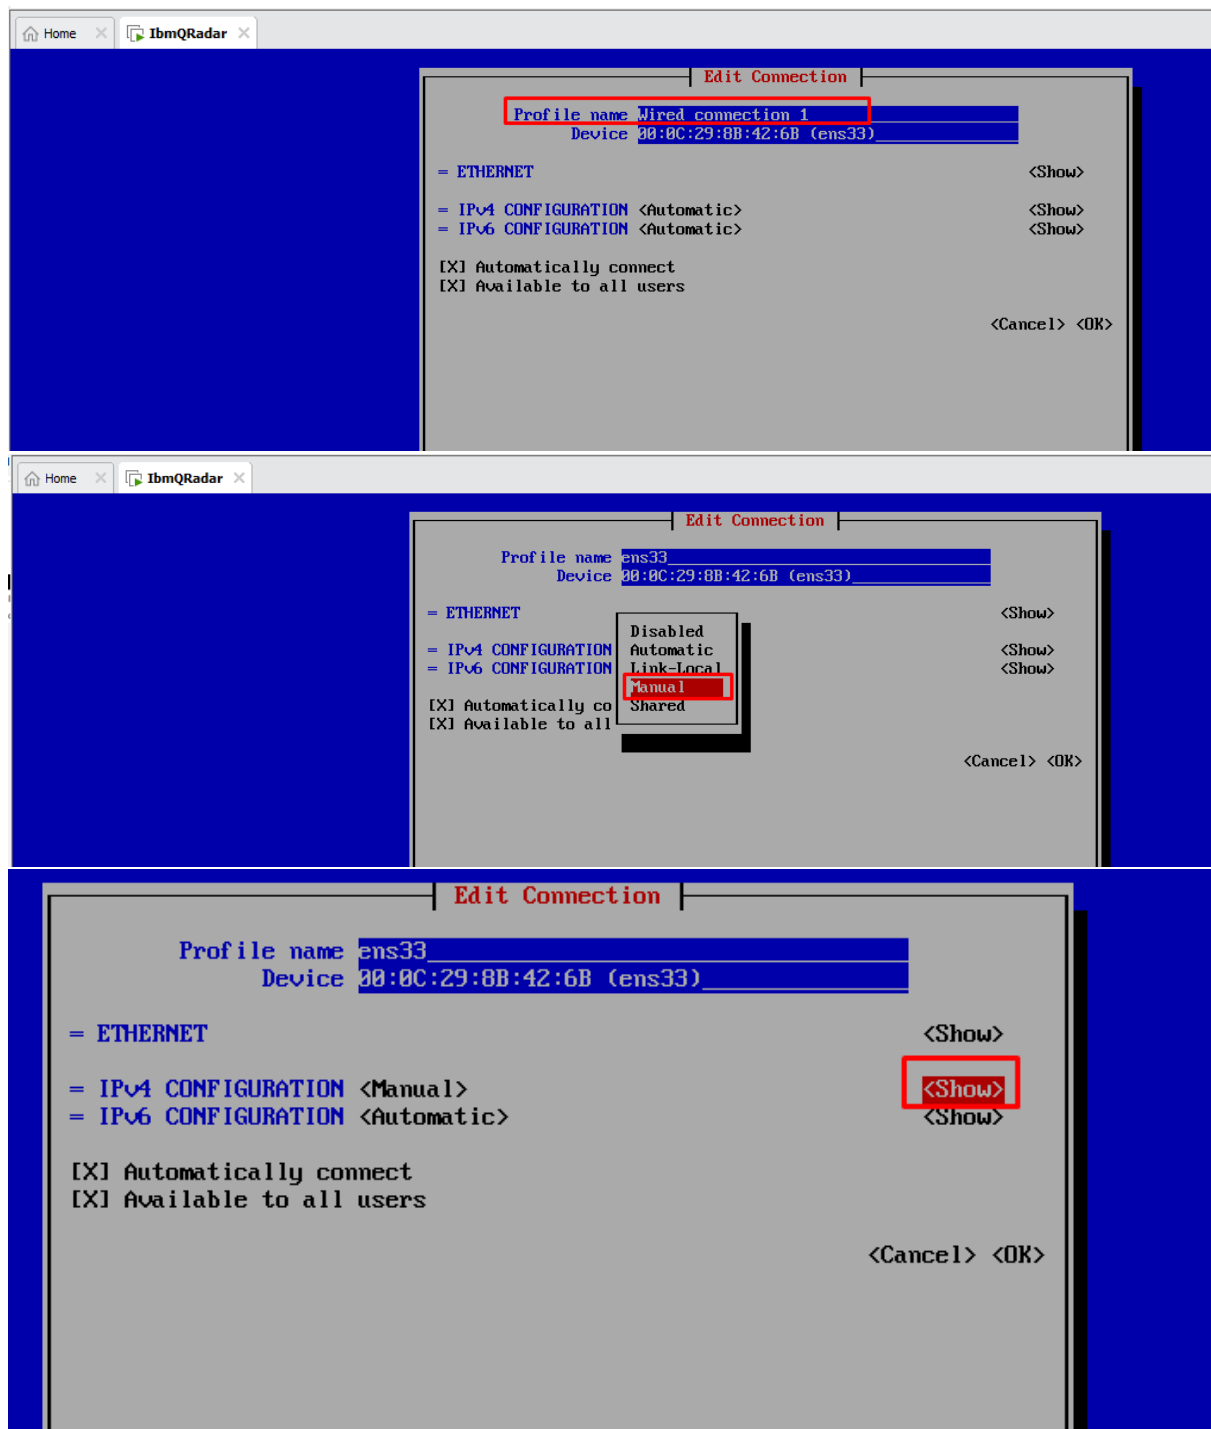 Home IbmQRadar
Edit Connection
Profile name Wired connection 1
Device 00:0C:29:8B:42:6B (ens33)
= ETHERNET <Show>
= IPv4 CONFIGURATION <Automatic> <Show>
= IPv6 CONFIGURATION <Automatic> <Show>
[X] Automatically connect
[X] Available to all users
<Cancel> <OK>
Home IbmQRadar
Edit Connection
Profile name ens33
Device 00:0C:29:8B:42:6B (ens33)
= ETHERNET <Show>
Disabled
= IPv4 CONFIGURATION Automatic <Show>
= IPv6 CONFIGURATION Link-Local <Show>
Manual
[X] Automatically co Shared
[X] Available to all
<Cancel> <OK>
Edit Connection
Profile name ens33
Device 00:0C:29:8B:42:6B (ens33)
= ETHERNET <Show>
= IPv4 CONFIGURATION <Manual> <Show>
= IPv6 CONFIGURATION <Automatic> <Show>
[X] Automatically connect
[X] Available to all users
<Cancel> <OK>